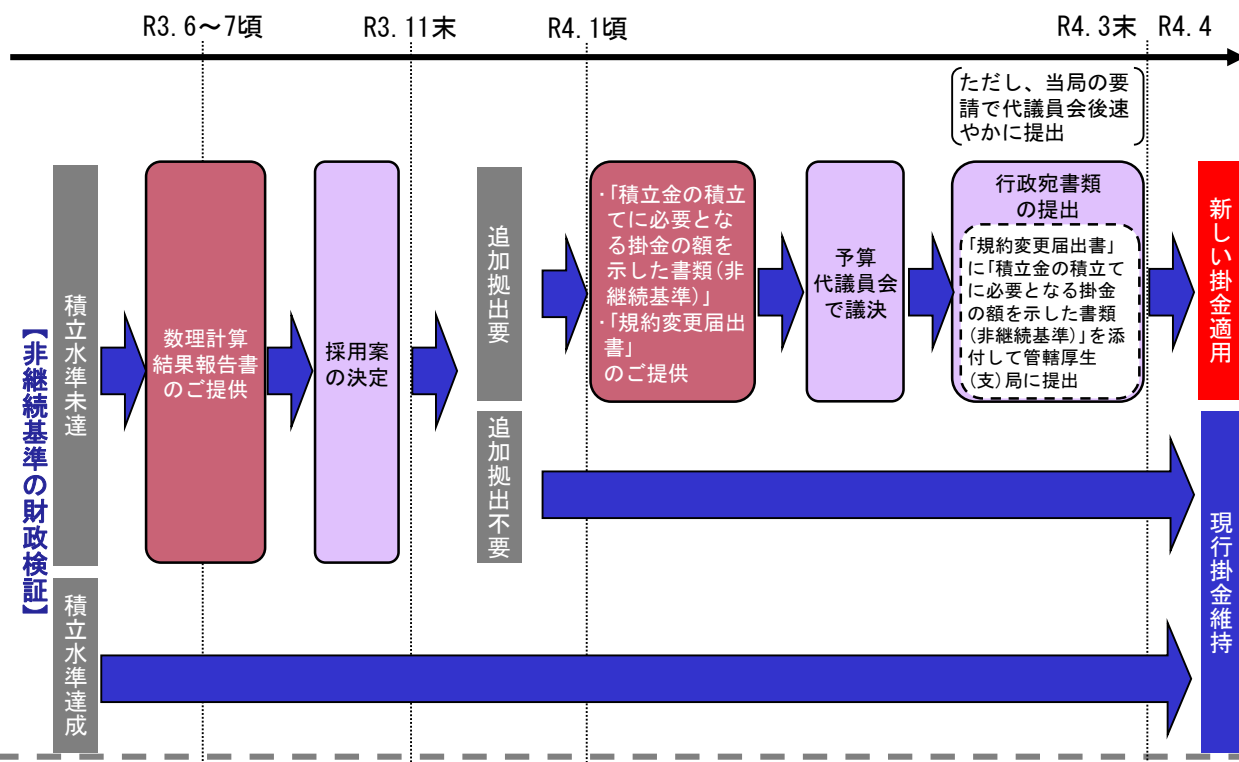 R3.6～7頃
R3.11末
R4.1頃
R4.3末
R4.4
ただし、当局の要
請で代議員会後速
やかに提出
【非継続基準の財政検証】
積立水準未達
数理計算
結果報告書
のご提供
採用案
の決定
追加拠出要
・「積立金の積立
てに必要とな
る掛金の額を
示した書類(非
継続基準)」
・「規約変更届出
書」
のご提供
予算
代議員会
で議決
行政宛書類
の提出
「規約変更届出書」
に「積立金の積立て
に必要となる掛金
の額を示した書類
(非継続基準)」を添
付して管轄厚生
(支)局に提出
新しい掛金適用
追加拠出不要
現行掛金維持
積立水準達成